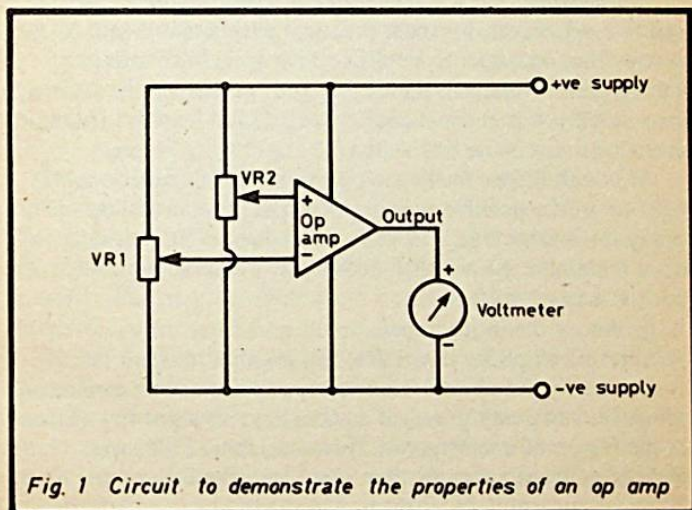 +ve supply
VR2
+
Op
amp
-
Output
VR1
+
Voltmeter
-
-ve supply
Fig. 1 Circuit to demonstrate the properties of an op amp